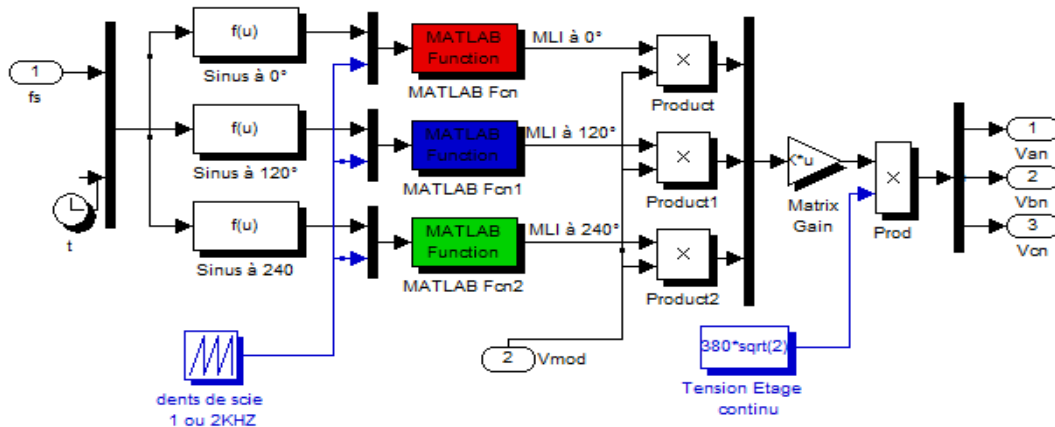 1
fs
t
f(u)
Sinus à 0°
f(u)
Sinus à 120°
f(u)
Sinus à 240
dents de scie
1 ou 2KHZ
MATLAB
Function
MATLAB Fcn
MATLAB
Function
MATLAB Fcn1
MATLAB
Function
MATLAB Fcn2
MLI à 0°
MLI à 120°
MLI à 240°
2
Vmod
×
Product
×
Product1
×
Product2
K*u
Matrix
Gain
380*sqrt(2)
Tension Etage
continu
×
Prod
1
Van
2
Vbn
3
Vcn